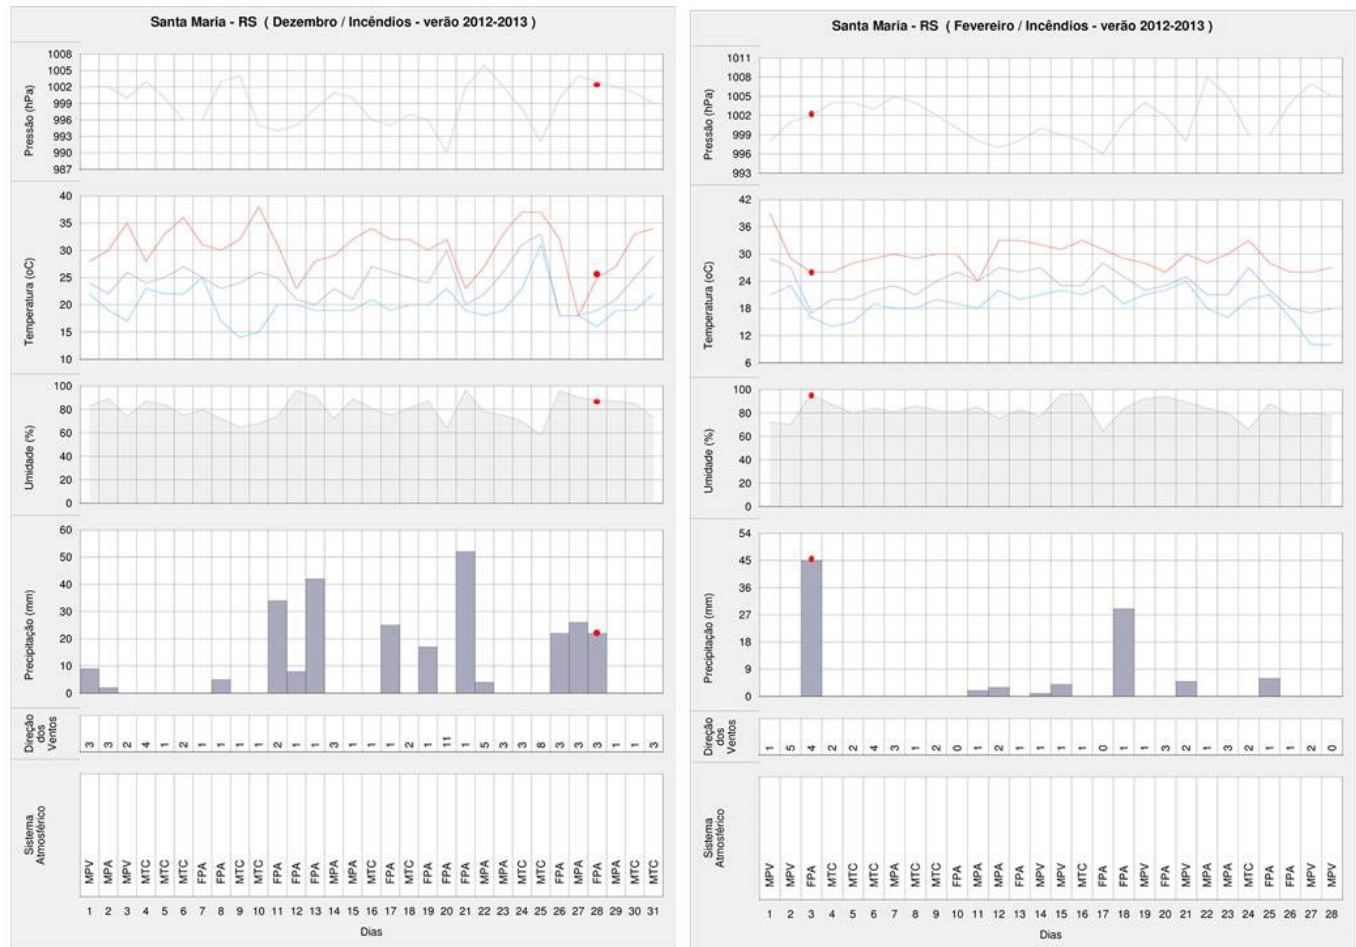 Santa Maria - RS ( Dezembro / Incêndios - verão 2012-2013 )
Pressão (hPa)
1008
1005
1002
999
996
993
990
987
Temperatura (oC)
40
35
30
25
20
15
10
Umidade (%)
100
80
60
40
20
0
Precipitação (mm)
60
50
40
30
20
10
0
Direção
dos
Ventos
3 3 2 4 1 2 1 1 1 1 2 1 1 3 1 1 1 2 1 11 1 5 3 3 8 3 3 3 1 1 3
Sistema
Atmosférico
MPV MPA MPV MTC MTC MTC FPA FPA MTC MTC FPA FPA FPA MPA MPA MTC FPA MTC FPA FPA FPA MPA MPA MTC MTC FPA FPA FPA MPA MTC MTC
1 2 3 4 5 6 7 8 9 10 11 12 13 14 15 16 17 18 19 20 21 22 23 24 25 26 27 28 29 30 31
Dias
Santa Maria - RS ( Fevereiro / Incêndios - verão 2012-2013 )
Pressão (hPa)
1011
1008
1005
1002
999
996
993
Temperatura (oC)
42
36
30
24
18
12
6
Umidade (%)
100
80
60
40
20
0
Precipitação (mm)
54
45
36
27
18
9
0
Direção
dos
Ventos
1 5 4 2 2 4 3 1 2 0 1 2 1 1 1 1 0 1 1 3 2 1 3 2 1 1 2 0
Sistema
Atmosférico
MPV MPV FPA MTC MTC MPA MPA MTC MTC FPA MPA MPA FPA MPV MPV MPV FPA FPA FPA FPA MPA MPA MPA MTC FPA FPA MPV MPV
1 2 3 4 5 6 7 8 9 10 11 12 13 14 15 16 17 18 19 20 21 22 23 24 25 26 27 28
Dias